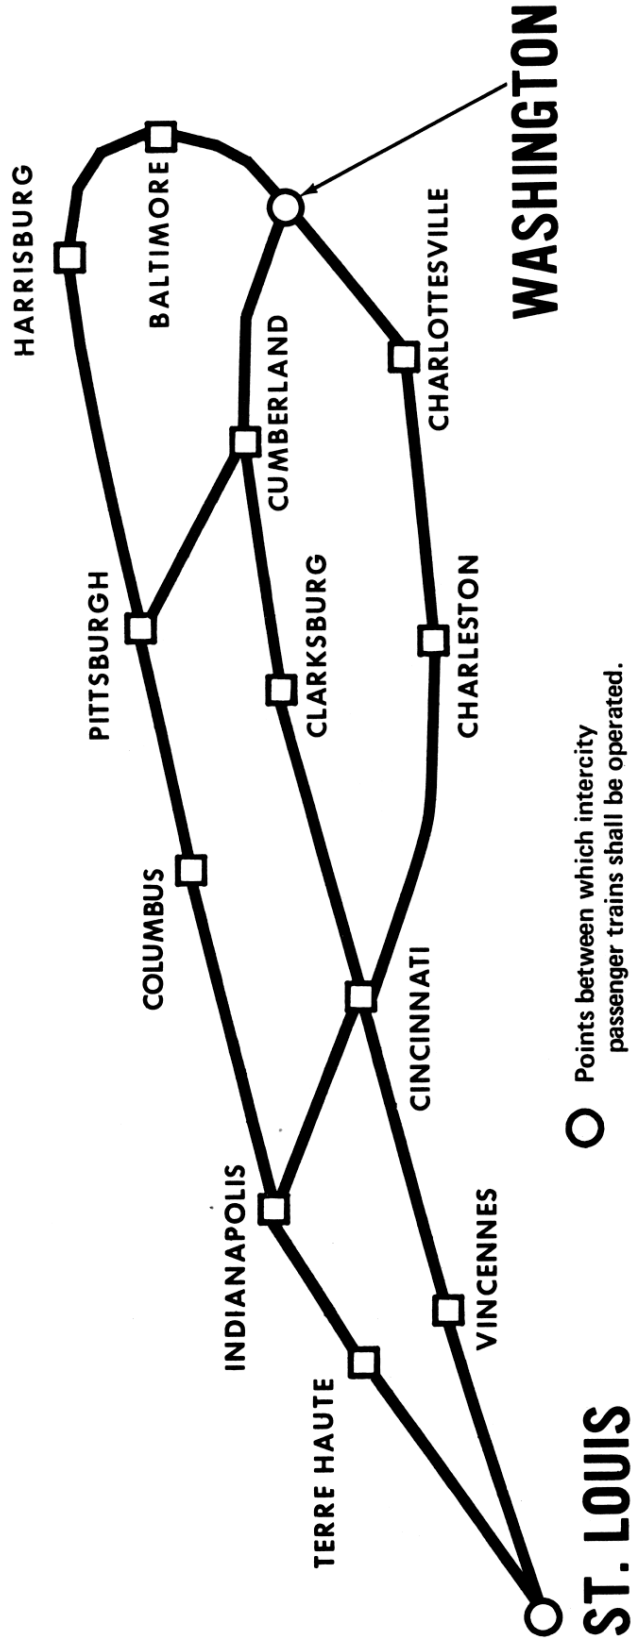 HARRISBURG
BALTIMORE
WASHINGTON
PITTSBURGH
CUMBERLAND
CHARLOTTESVILLE
COLUMBUS
CLARKSBURG
CHARLESTON
INDIANAPOLIS
CINCINNATI
TERRE HAUTE
VINCENNES
ST. LOUIS
Points between which intercity
passenger trains shall be operated.